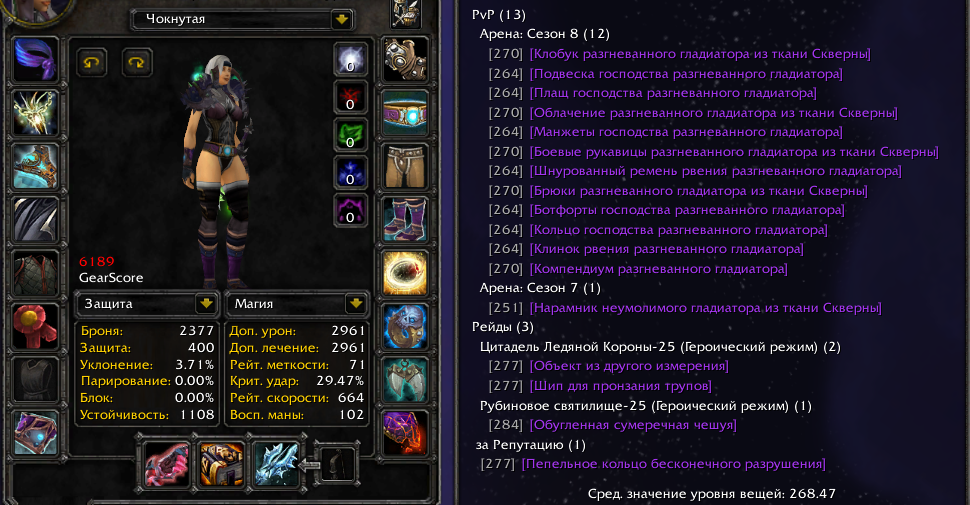 Чокнутая
0
0
0
0
0
6189
GearScore
Защита
Магия
Броня: 2377
Защита: 400
Уклонение: 3.71%
Парирование: 0.00%
Блок: 0.00%
Устойчивость: 1108
Доп. урон: 2961
Доп. лечение: 2961
Рейт. меткости: 71
Крит. удар: 29.47%
Рейт. скорости: 664
Восп. маны: 102
PvP (13)
Арена: Сезон 8 (12)
[270] [Клобук разгневанного гладиатора из ткани Скверны]
[264] [Подвеска господства разгневанного гладиатора]
[264] [Плащ господства разгневанного гладиатора]
[270] [Облачение разгневанного гладиатора из ткани Скверны]
[264] [Манжеты господства разгневанного гладиатора]
[270] [Боевые рукавицы разгневанного гладиатора из ткани Скверны]
[264] [Шнурованный ремень рвения разгневанного гладиатора]
[270] [Брюки разгневанного гладиатора из ткани Скверны]
[264] [Ботфорты господства разгневанного гладиатора]
[264] [Кольцо господства разгневанного гладиатора]
[264] [Клинок рвения разгневанного гладиатора]
[270] [Компендиум разгневанного гладиатора]
Арена: Сезон 7 (1)
[251] [Нарамник неумолимого гладиатора из ткани Скверны]
Рейды (3)
Цитадель Ледяной Короны-25 (Героический режим) (2)
[277] [Объект из другого измерения]
[277] [Шип для пронзания трупов]
Рубиновое святилище-25 (Героический режим) (1)
[284] [Обугленная сумеречная чешуя]
за Репутацию (1)
[277] [Пепельное кольцо бесконечного разрушения]
Сред. значение уровня вещей: 268.47